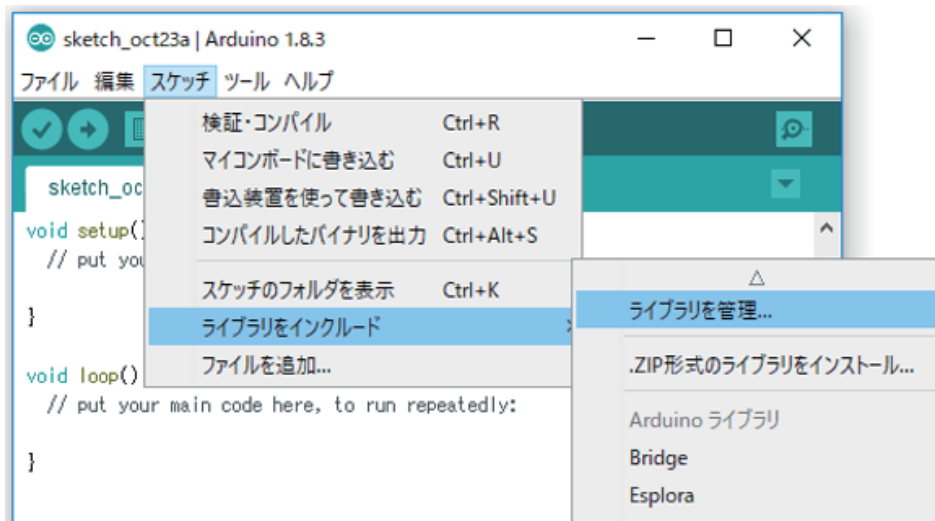 sketch_oct23a | Arduino 1.8.3
ファイル 編集 スケッチ ツール ヘルプ
検証・コンパイル Ctrl+R
マイコンボードに書き込む Ctrl+U
書込装置を使って書き込む Ctrl+Shift+U
コンパイルしたバイナリを出力 Ctrl+Alt+S
スケッチのフォルダを表示 Ctrl+K
ライブラリをインクルード
ファイルを追加...
sketch_oc
void setup()
// put you
}
void loop()
// put your main code here, to run repeatedly:
}
ライブラリを管理...
.ZIP形式のライブラリをインストール...
Arduino ライブラリ
Bridge
Esplora